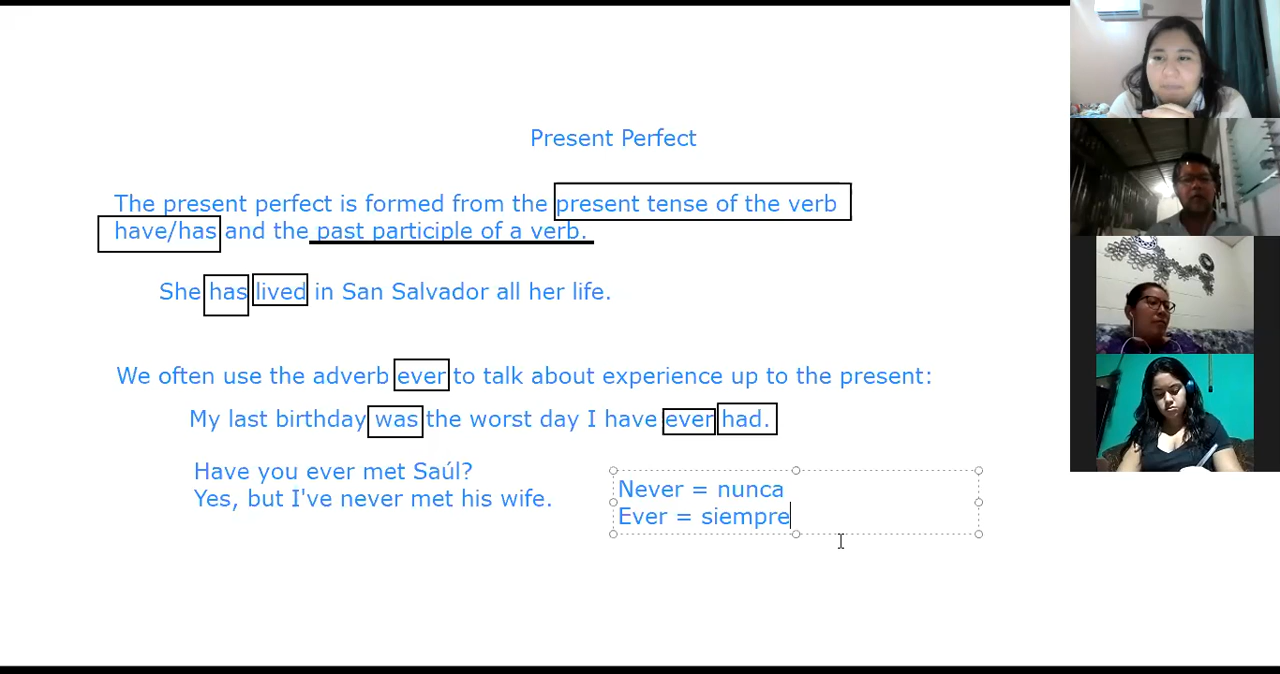 Present Perfect
The present perfect is formed from the present tense of the verb
have/has and the past participle of a verb.
She has lived in San Salvador all her life.
We often use the adverb ever to talk about experience up to the present:
My last birthday was the worst day I have ever had.
Have you ever met Saúl?
Yes, but I've never met his wife.
Never = nunca
Ever = siempre